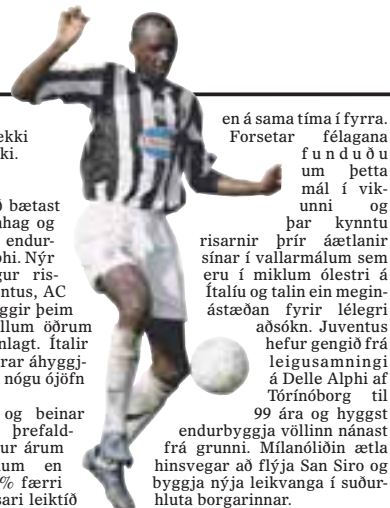 ekki
ki.
bætast
hag og
endur-
phi. Nýr
gur ris-
ntus, AC
ggir þeim
llum öðrum
nlagt. Ítalir
rar áhyggj-
nógu ójöfn
og beinar
þrefald-
ur árum
um en
% færri
sari leiktíð
en á sama tíma í fyrra.
Forsetar félagana
funduðu
um þetta
mál í vik-
unni og
þar kynntu
risarnir þrír áætlanir
sínar í vallarmálum sem
eru í miklum ólestri á
Ítalíu og talin ein megin-
ástæðan fyrir lélegri
aðsókn. Juventus
hefur gengið frá
leigusamningi
á Delle Alphi af
Tórínóborg til
99 ára og hyggst
endurbyggja völlinn nánast
frá grunni. Mílanóliðin ætla
hinsvegar að flýja San Siro og
byggja nýja leikvanga í suður-
hluta borgarinnar.